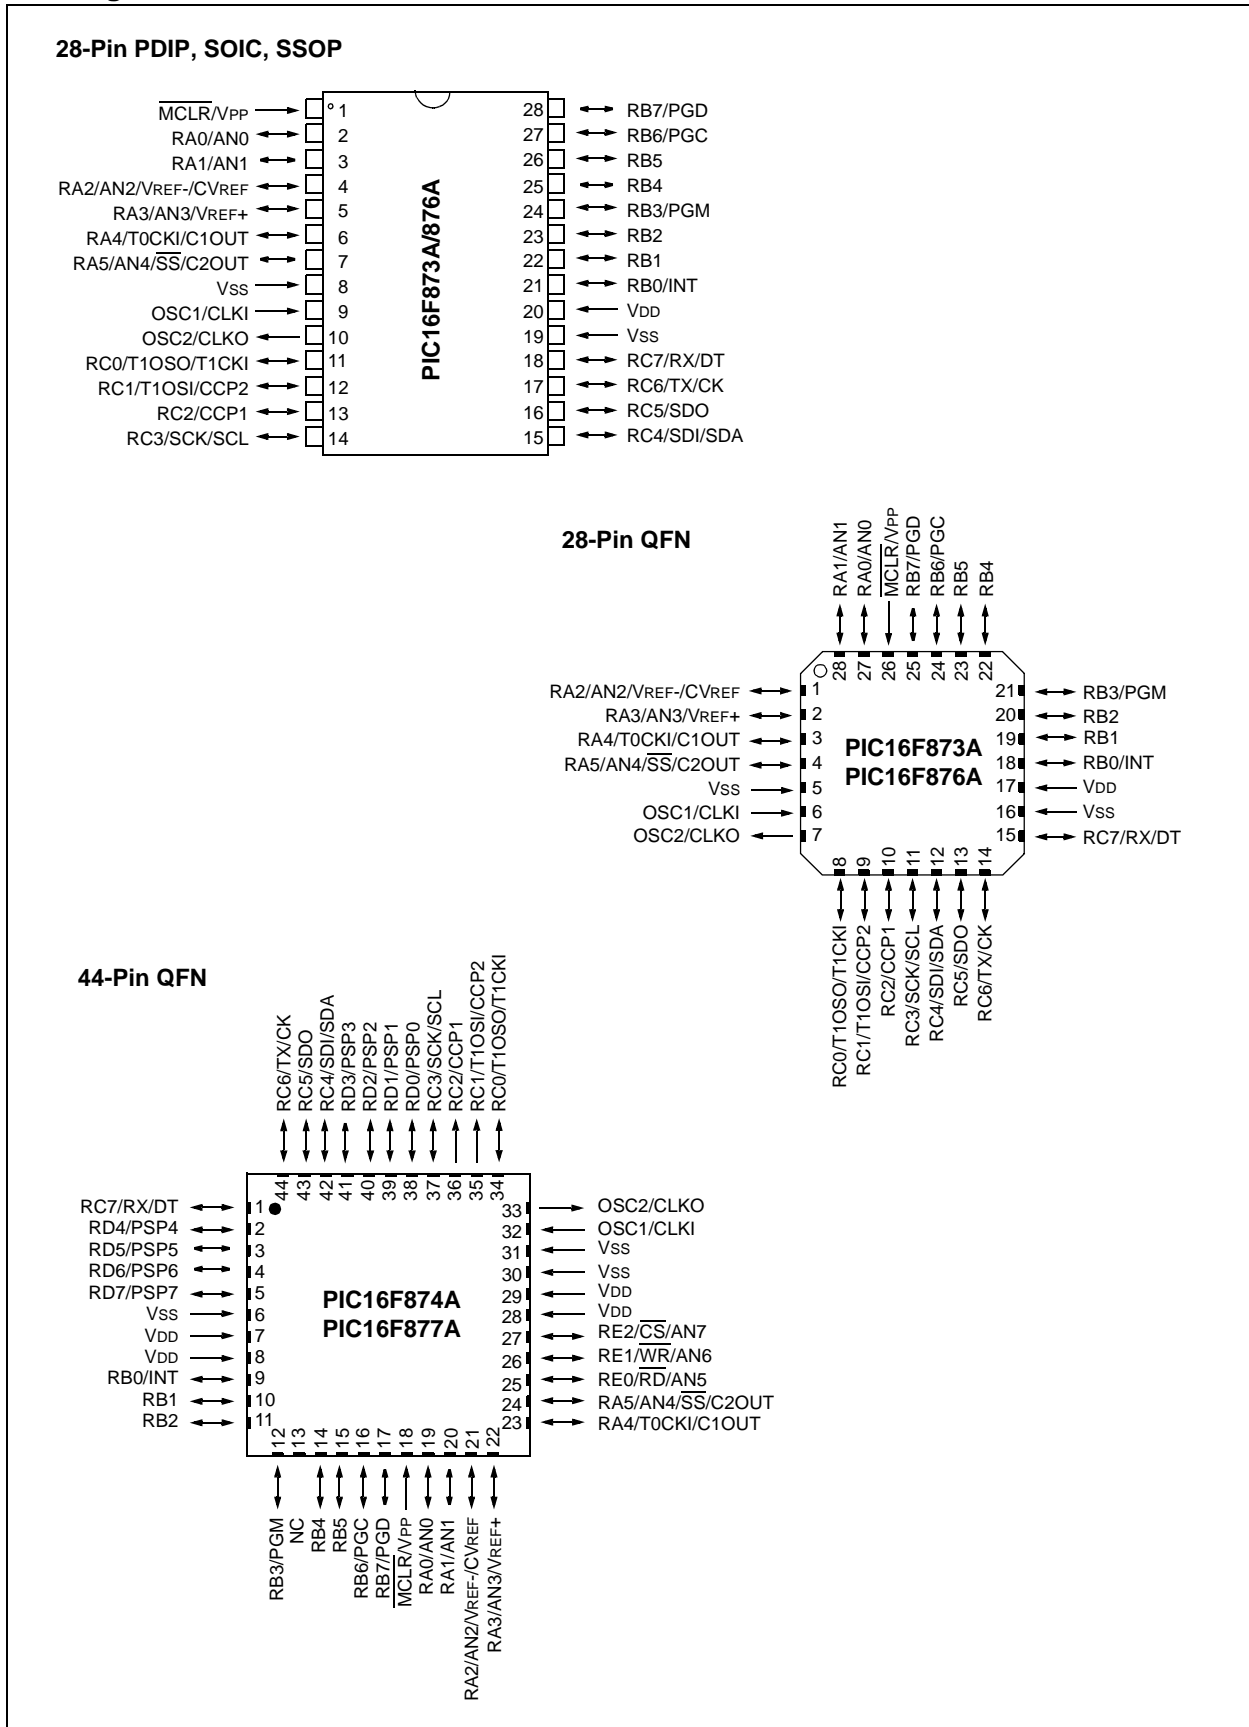 28-Pin PDIP, SOIC, SSOP
MCLR/VPP
RA0/AN0
RA1/AN1
RA2/AN2/VREF-/CVREF
RA3/AN3/VREF+
RA4/T0CKI/C1OUT
RA5/AN4/SS/C2OUT
VSS
OSC1/CLKI
OSC2/CLKO
RC0/T1OSO/T1CKI
RC1/T1OSI/CCP2
RC2/CCP1
RC3/SCK/SCL
1
2
3
4
5
6
7
8
9
10
11
12
13
14
PIC16F873A/876A
28
27
26
25
24
23
22
21
20
19
18
17
16
15
RB7/PGD
RB6/PGC
RB5
RB4
RB3/PGM
RB2
RB1
RB0/INT
VDD
VSS
RC7/RX/DT
RC6/TX/CK
RC5/SDO
RC4/SDI/SDA
28-Pin QFN
RA1/AN1
RA0/AN0
MCLR/VPP
RB7/PGD
RB6/PGC
RB5
RB4
28
27
26
25
24
23
22
RA2/AN2/VREF-/CVREF
RA3/AN3/VREF+
RA4/T0CKI/C1OUT
RA5/AN4/SS/C2OUT
VSS
OSC1/CLKI
OSC2/CLKO
1
2
3
4
5
6
7
PIC16F873A
PIC16F876A
21
20
19
18
17
16
15
RB3/PGM
RB2
RB1
RB0/INT
VDD
VSS
RC7/RX/DT
8
9
10
11
12
13
14
RC0/T1OSO/T1CKI
RC1/T1OSI/CCP2
RC2/CCP1
RC3/SCK/SCL
RC4/SDI/SDA
RC5/SDO
RC6/TX/CK
44-Pin QFN
RC6/TX/CK
RC5/SDO
RC4/SDI/SDA
RD3/PSP3
RD2/PSP2
RD1/PSP1
RD0/PSP0
RC3/SCK/SCL
RC2/CCP1
RC1/T1OSI/CCP2
RC0/T1OSO/T1CKI
44
43
42
41
40
39
38
37
36
35
34
RC7/RX/DT
RD4/PSP4
RD5/PSP5
RD6/PSP6
RD7/PSP7
VSS
VDD
VDD
RB0/INT
RB1
RB2
1
2
3
4
5
6
7
8
9
10
11
PIC16F874A
PIC16F877A
33
32
31
30
29
28
27
26
25
24
23
OSC2/CLKO
OSC1/CLKI
VSS
VSS
VDD
VDD
RE2/CS/AN7
RE1/WR/AN6
RE0/RD/AN5
RA5/AN4/SS/C2OUT
RA4/T0CKI/C1OUT
12
13
14
15
16
17
18
19
20
21
22
RB3/PGM
NC
RB4
RB5
RB6/PGC
RB7/PGD
MCLR/VPP
RA0/AN0
RA1/AN1
RA2/AN2/VREF-/CVREF
RA3/AN3/VREF+